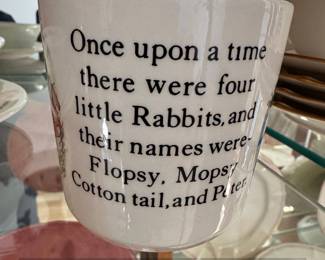 Once upon a time
there were four
little Rabbits, and
their names were-
Flopsy, Mopsy,
Cotton tail, and Peter.